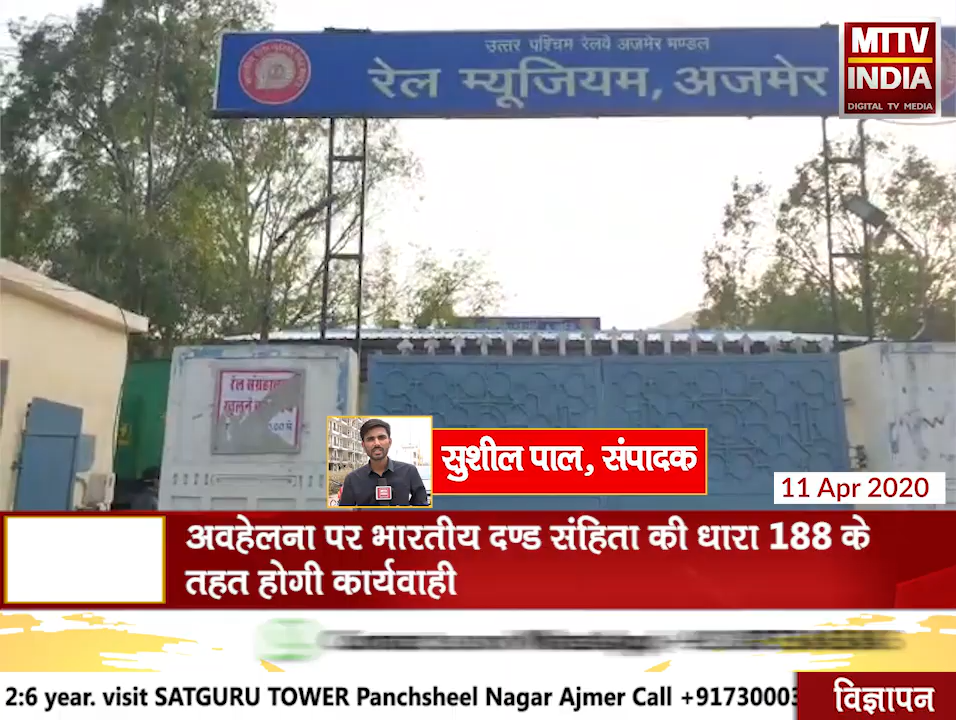 उत्तर पश्चिम रेलवे अजमेर मण्डल
रेल म्यूजियम, अजमेर
MTTV
INDIA
DIGITAL TV MEDIA
रेल संग्रहा
खुलने
सुशील पाल, संपादक
11 Apr 2020
अवहेलना पर भारतीय दण्ड संहिता की धारा 188 के
तहत होगी कार्यवाही
2:6 year. visit SATGURU TOWER Panchsheel Nagar Ajmer Call +9173000
विज्ञापन